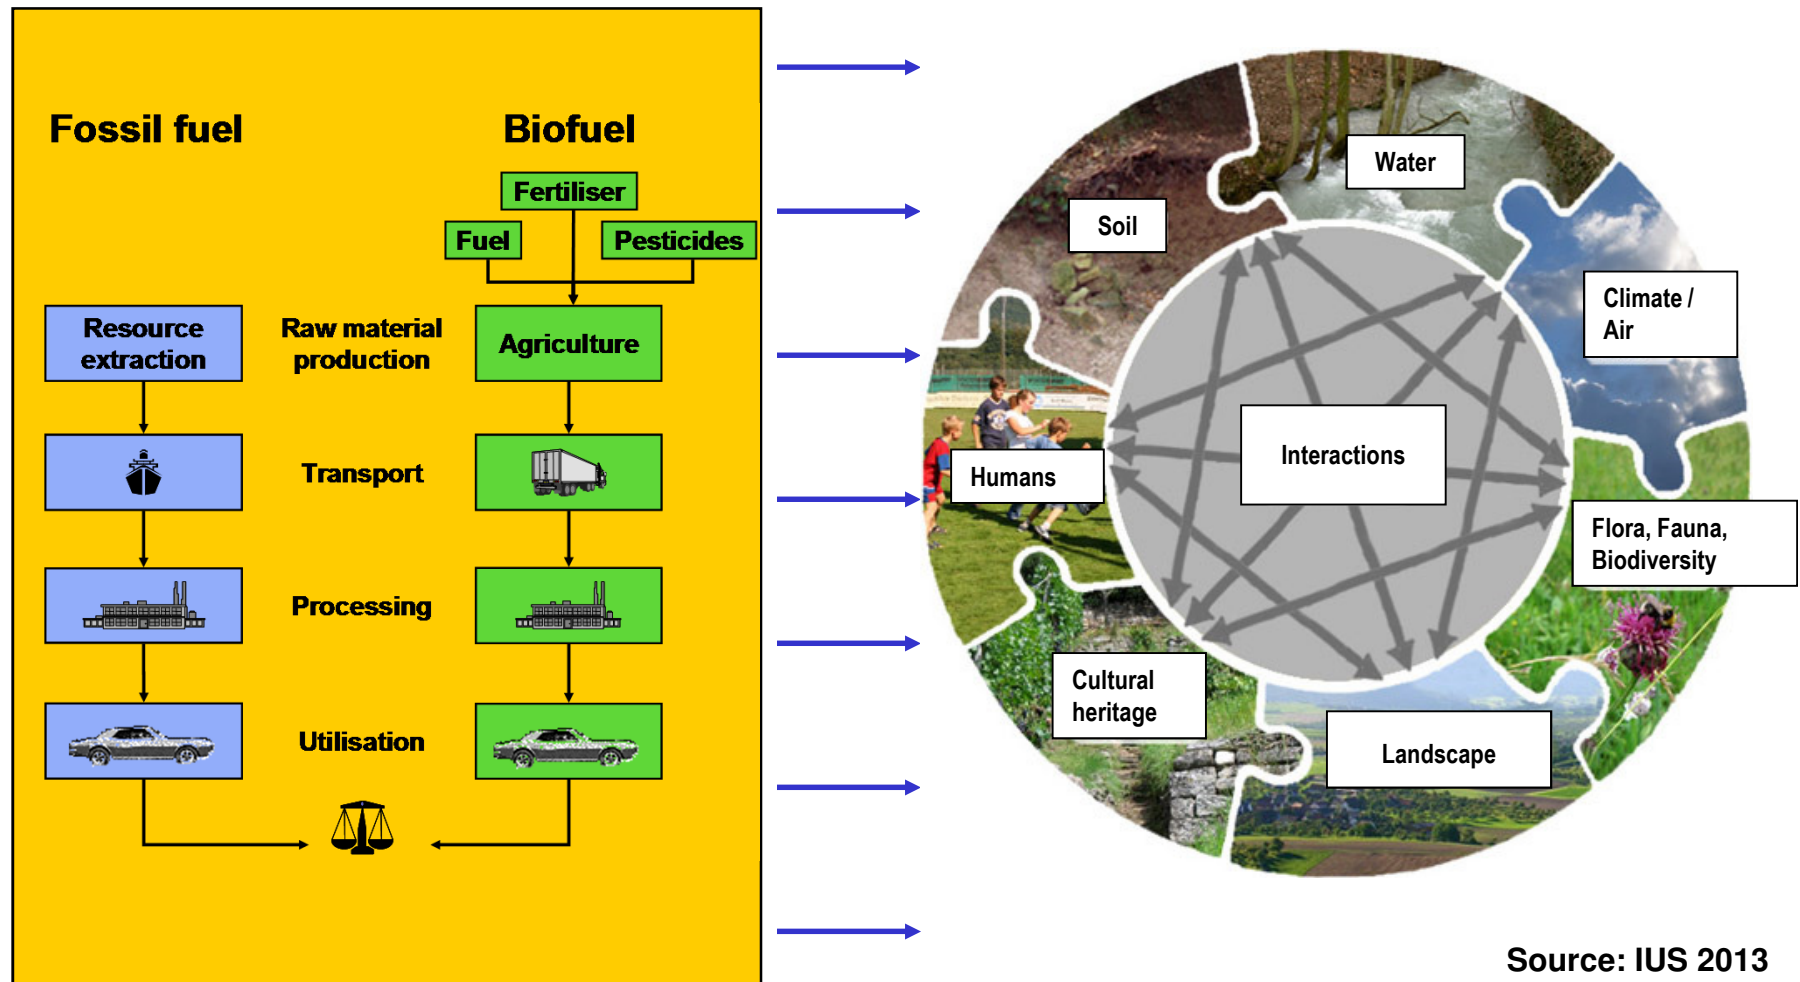 Fossil fuel
Biofuel
Fertiliser
Fuel
Pesticides
Resource
extraction
Raw material
production
Agriculture
Transport
Processing
Utilisation
Water
Soil
Climate /
Air
Humans
Interactions
Flora, Fauna,
Biodiversity
Cultural
heritage
Landscape
Source: IUS 2013